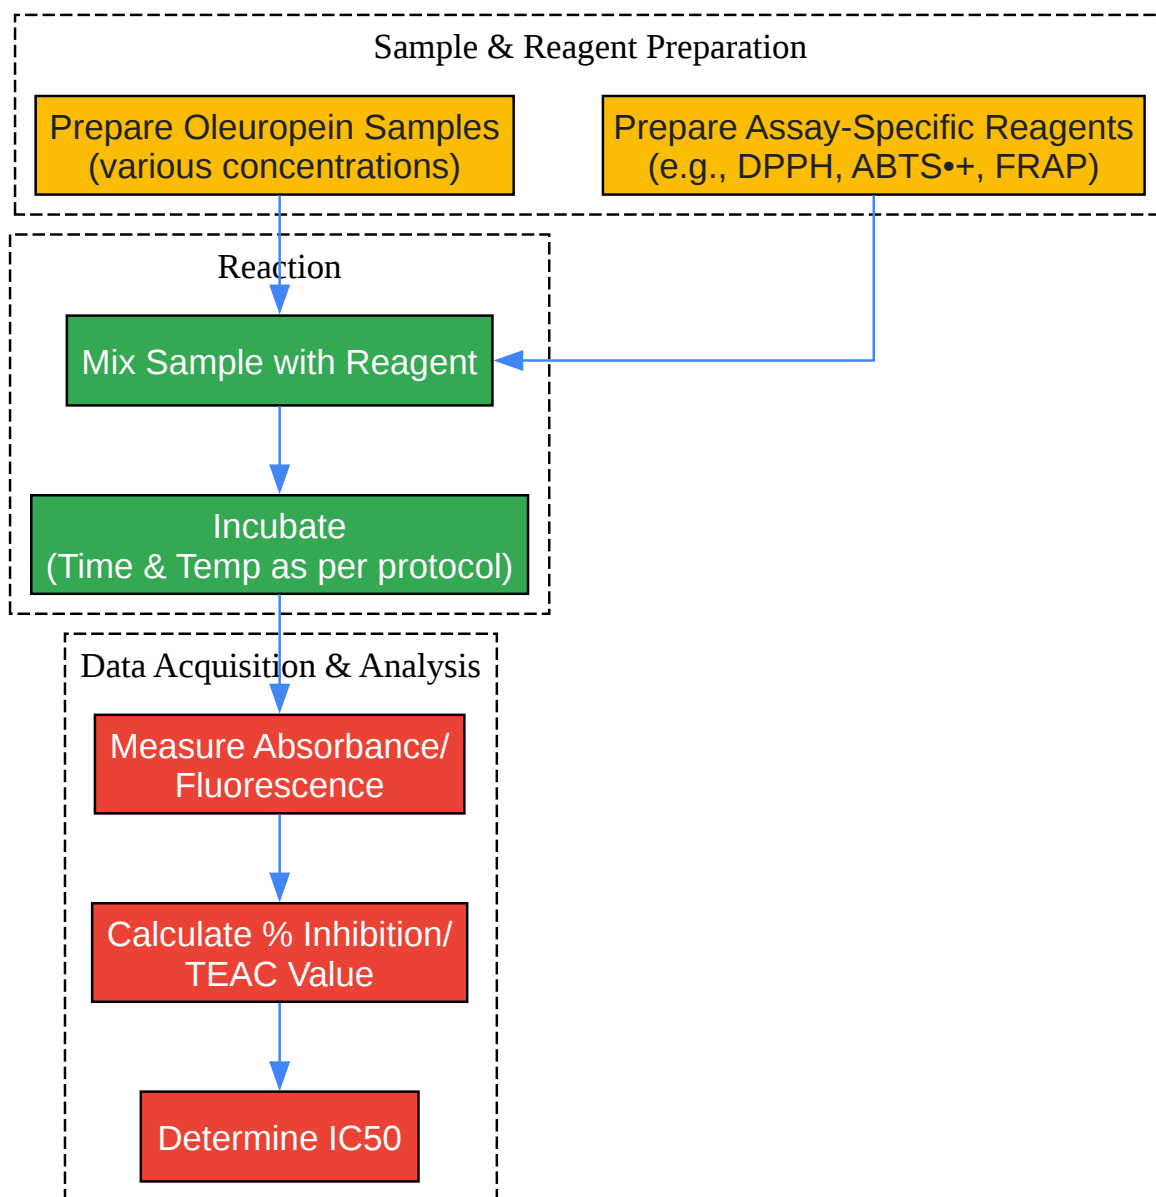 Sample & Reagent Preparation
Prepare Oleuropein Samples
(various concentrations)
Prepare Assay-Specific Reagents
(e.g., DPPH, ABTS•+, FRAP)
Reaction
Mix Sample with Reagent
Incubate
(Time & Temp as per protocol)
Data Acquisition & Analysis
Measure Absorbance/
Fluorescence
Calculate % Inhibition/
TEAC Value
Determine IC50